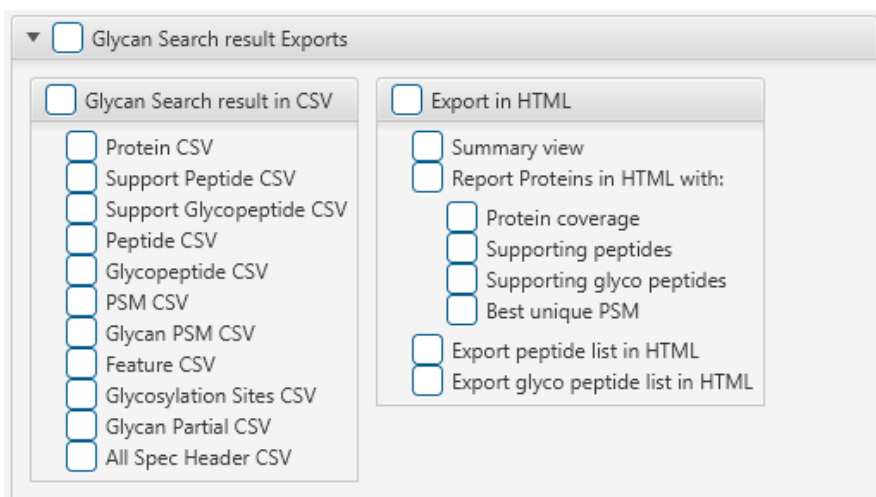 Glycan Search result Exports
Glycan Search result in CSV
Protein CSV
Support Peptide CSV
Support Glycopeptide CSV
Peptide CSV
Glycopeptide CSV
PSM CSV
Glycan PSM CSV
Feature CSV
Glycosylation Sites CSV
Glycan Partial CSV
All Spec Header CSV
Export in HTML
Summary view
Report Proteins in HTML with:
Protein coverage
Supporting peptides
Supporting glyco peptides
Best unique PSM
Export peptide list in HTML
Export glyco peptide list in HTML